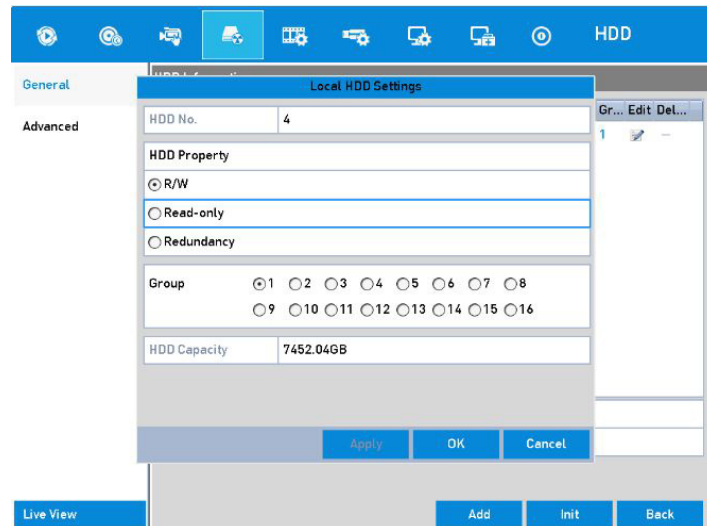 HDD
General
Advanced
Local HDD Settings
HDD No. 4
HDD Property
R/W
Read-only
Redundancy
Group 1 2 3 4 5 6 7 8
9 10 11 12 13 14 15 16
HDD Capacity 7452.04GB
Apply OK Cancel
Gr... Edit Del...
1 —
Live View Add Init Back